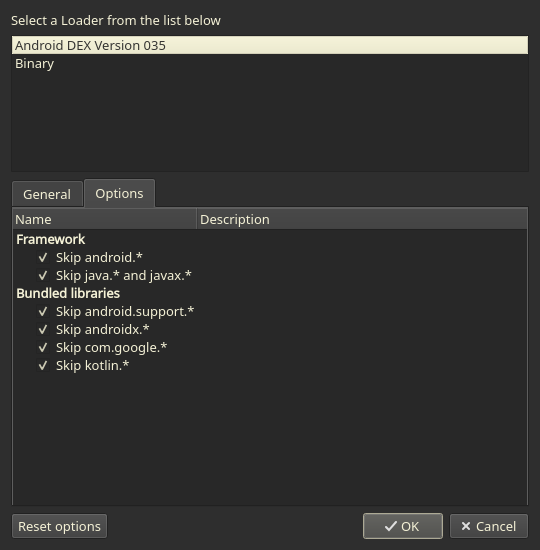 Select a Loader from the list below
Android DEX Version 035
Binary
General Options
Name Description
Framework
Skip android.*
Skip java.* and javax.*
Bundled libraries
Skip android.support.*
Skip androidx.*
Skip com.google.*
Skip kotlin.*
Reset options OK Cancel